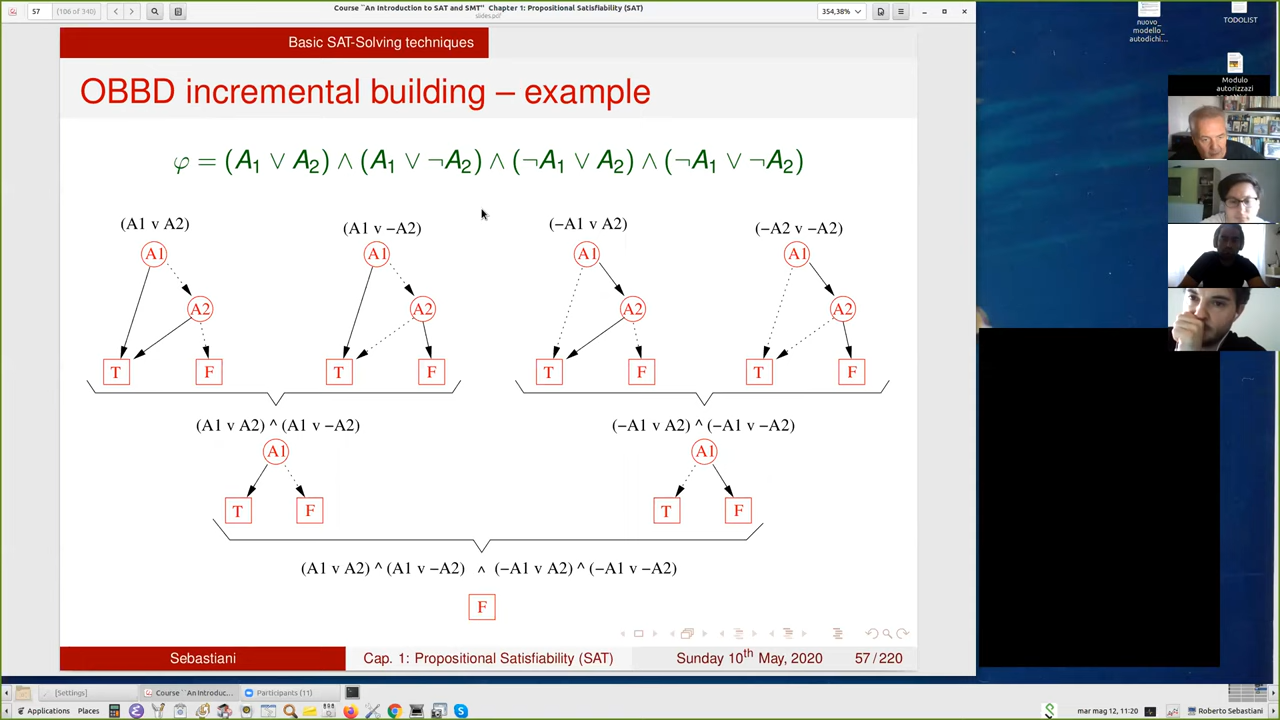 57 (106 of 340) Course ``An Introduction to SAT and SMT'' Chapter 1: Propositional Satisfiability (SAT) 354,38%
slides.pdf
nuovo_
modello_
autodichi...
TODOLIST
Modulo
autorizzazi
Basic SAT-Solving techniques
OBBD incremental building – example
φ = (A1 ∨ A2) ∧ (A1 ∨ ¬A2) ∧ (¬A1 ∨ A2) ∧ (¬A1 ∨ ¬A2)
(A1 v A2) (A1 v −A2) (−A1 v A2) (−A2 v −A2)
A1 A1 A1 A1
A2 A2 A2 A2
T F T F T F T F
(A1 v A2) ^ (A1 v −A2) (−A1 v A2) ^ (−A1 v −A2)
A1 A1
T F T F
(A1 v A2) ^ (A1 v −A2) ^ (−A1 v A2) ^ (−A1 v −A2)
F
Sebastiani Cap. 1: Propositional Satisfiability (SAT) Sunday 10th May, 2020 57 / 220
[Settings] Course ``An Introduc... Participants (11)
Applications Places mar mag 12, 11:20 Roberto Sebastiani